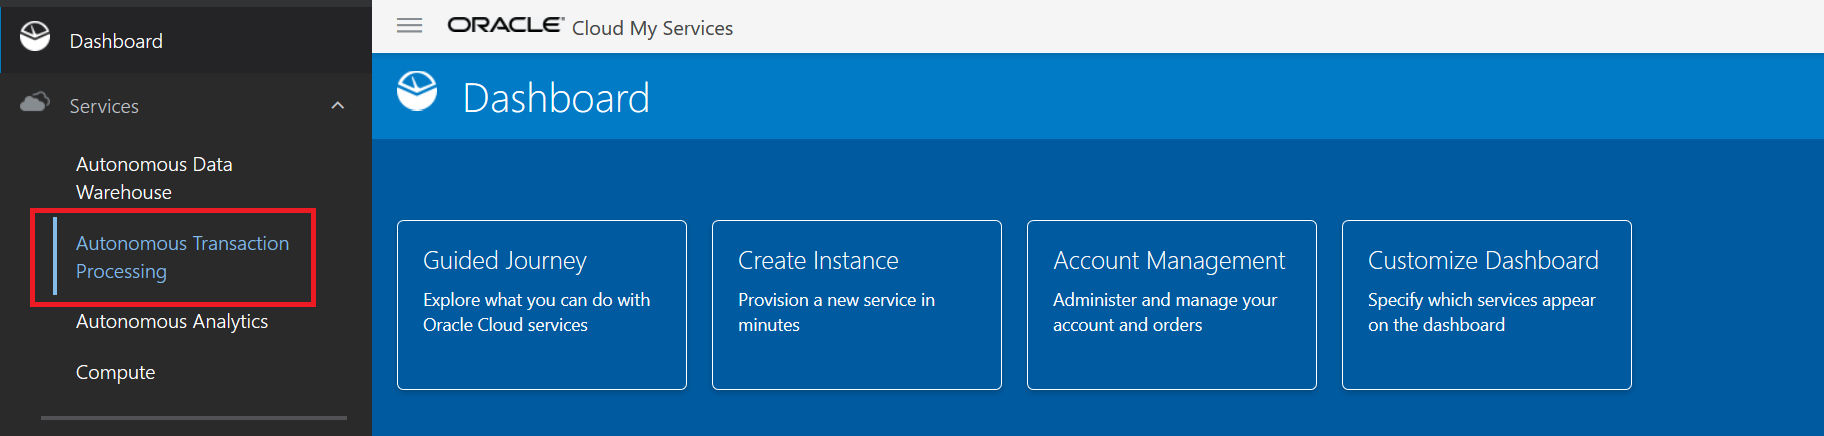 Dashboard
Services
Autonomous Data
Warehouse
Autonomous Transaction
Processing
Autonomous Analytics
Compute
ORACLE Cloud My Services
Dashboard
Guided Journey
Explore what you can do with
Oracle Cloud services
Create Instance
Provision a new service in
minutes
Account Management
Administer and manage your
account and orders
Customize Dashboard
Specify which services appear
on the dashboard